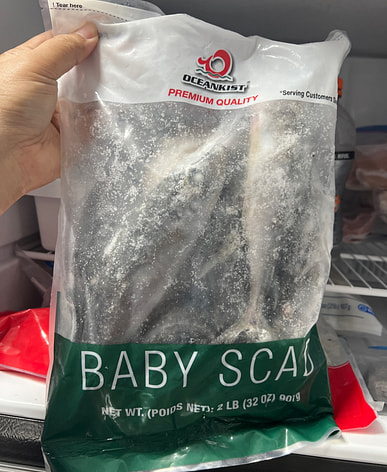 Tear here
OCEANKIST
PREMIUM QUALITY
"Serving Customers
BABY SCAD
NET WT. (POIDS NET): 2 LB (32 OZ) 907g